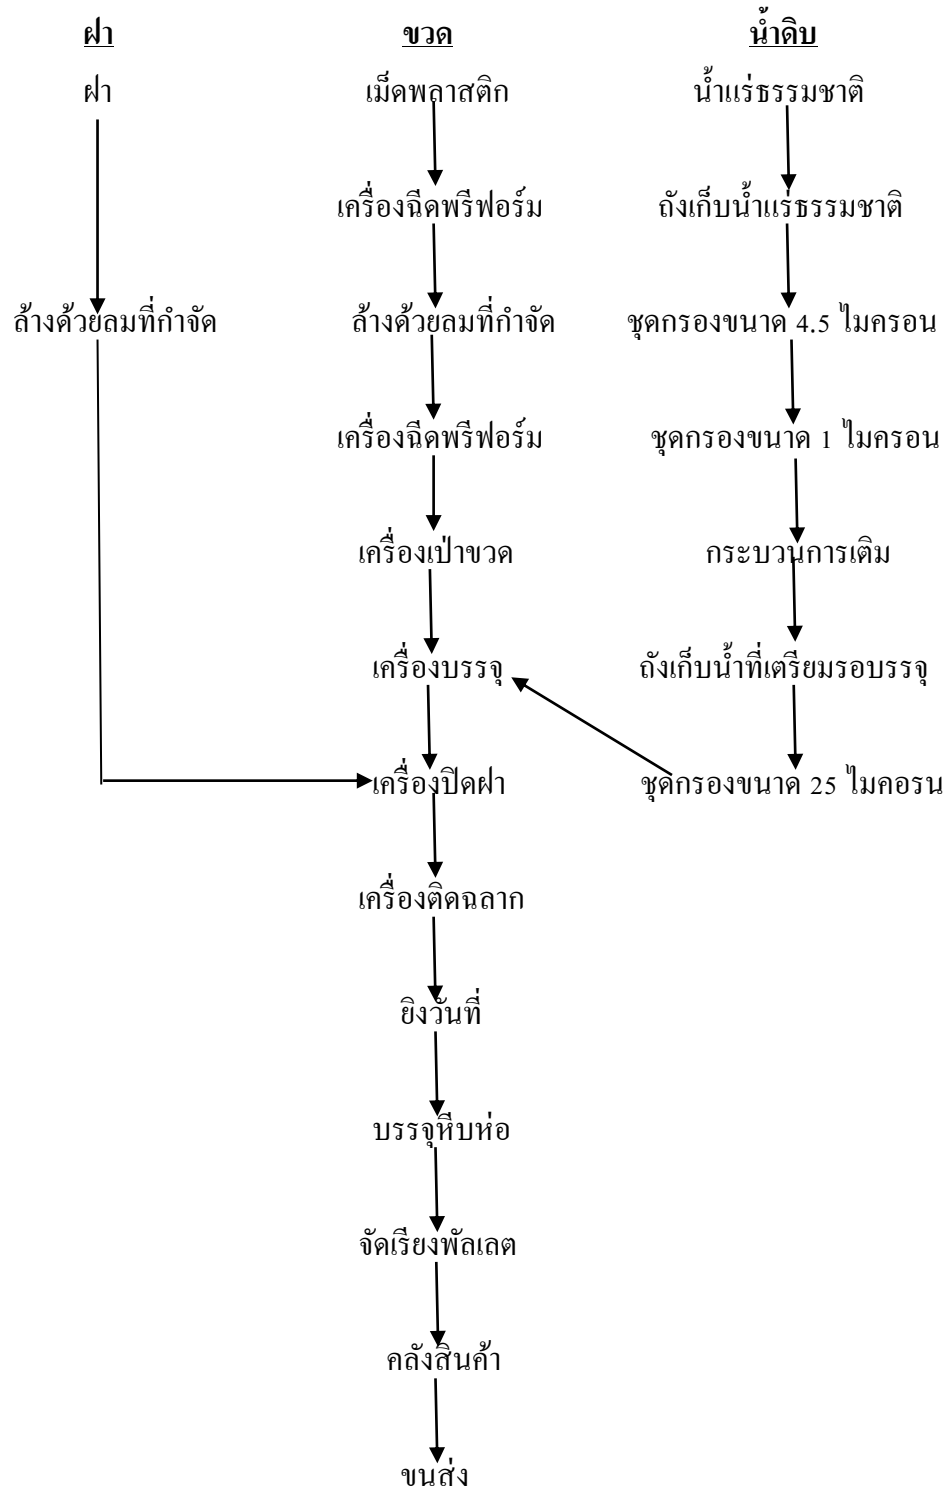 ฝา
ขวด
น้ำดิบ
ฝา
เม็ดพลาสติก
น้ำแร่ธรรมชาติ
เครื่องฉีดพรีฟอร์ม
ถังเก็บน้ำแร่ธรรมชาติ
ล้างด้วยลมที่กำจัด
ล้างด้วยลมที่กำจัด
ชุดกรองขนาด 4.5 ไมครอน
เครื่องฉีดพรีฟอร์ม
ชุดกรองขนาด 1 ไมครอน
เครื่องเป่าขวด
กระบวนการเติม
เครื่องบรรจุ
ถังเก็บน้ำที่เตรียมรอบรรจุ
เครื่องปิดฝา
ชุดกรองขนาด 25 ไมคอรน
เครื่องติดฉลาก
ยิงวันที่
บรรจุหีบห่อ
จัดเรียงพัลเลต
คลังสินค้า
ขนส่ง